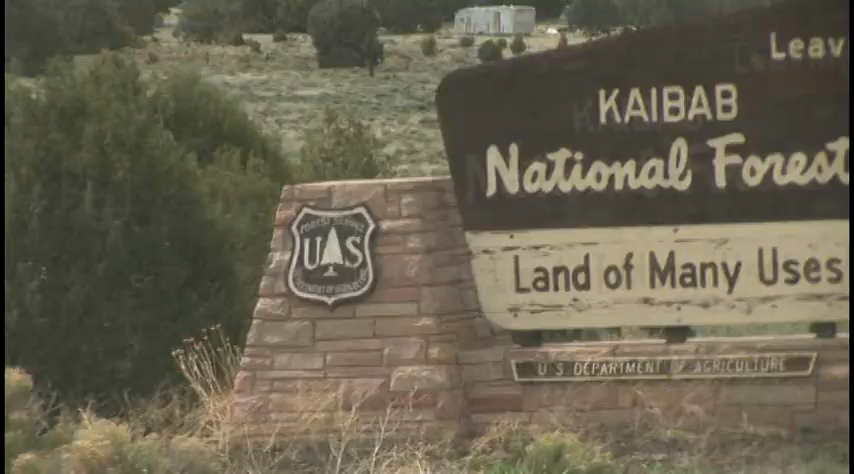 Leav
KAIBAB
National Forest
Land of Many Uses
FOREST SERVICE
U S
DEPARTMENT OF AGRICULTURE
U S DEPARTMENT OF AGRICULTURE